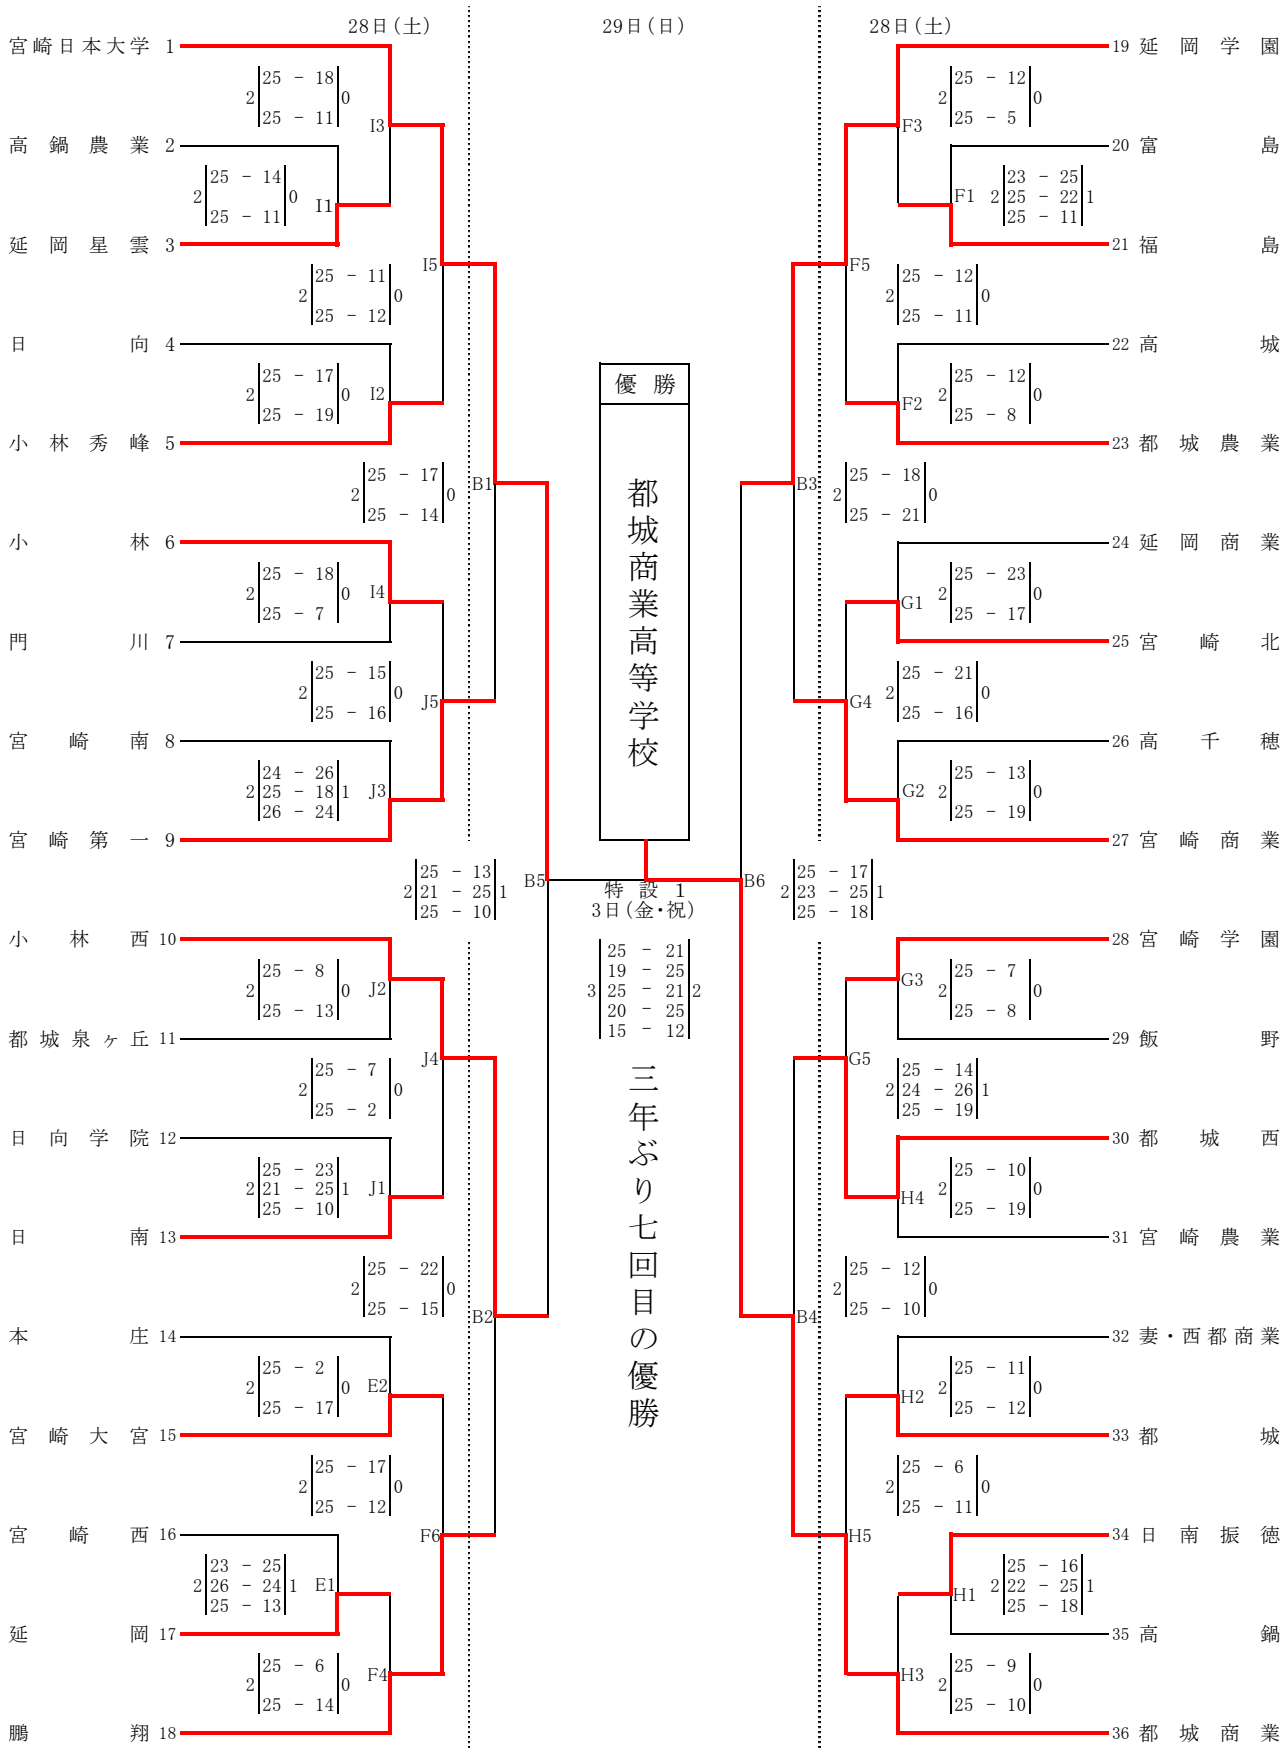 28日(土)
宮崎日本大学 1
25 - 18
2 0
25 - 11
I3
高鍋農業 2
25 - 14
2 0
25 - 11
I1
延岡星雲 3
25 - 11
2 0
25 - 12
I5
日向 4
25 - 17
2 0
25 - 19
I2
小林秀峰 5
25 - 17
2 0
25 - 14
B1
小林 6
25 - 18
2 0
25 - 7
I4
門川 7
25 - 15
2 0
25 - 16
J5
宮崎南 8
24 - 26
2 25 - 18 1
26 - 24
J3
宮崎第一 9
25 - 13
2 21 - 25 1
25 - 10
B5
小林西 10
25 - 8
2 0
25 - 13
J2
都城泉ヶ丘 11
25 - 7
2 0
25 - 2
J4
日向学院 12
25 - 23
2 21 - 25 1
25 - 10
J1
日南 13
25 - 22
2 0
25 - 15
B2
本庄 14
25 - 2
2 0
25 - 17
E2
宮崎大宮 15
25 - 17
2 0
25 - 12
F6
宮崎西 16
23 - 25
2 26 - 24 1
25 - 13
E1
延岡 17
25 - 6
2 0
25 - 14
F4
鵬翔 18
29日(日)
優勝
都城商業高等学校
特設1
3日(金・祝)
25 - 21
19 - 25
3 25 - 21 2
20 - 25
15 - 12
三年ぶり七回目の優勝
28日(土)
19 延岡学園
25 - 12
2 0
25 - 5
F3
20 富島
23 - 25
2 25 - 22 1
25 - 11
F1
21 福島
25 - 12
2 0
25 - 11
F5
22 高城
25 - 12
2 0
25 - 8
F2
23 都城農業
25 - 18
2 0
25 - 21
B3
24 延岡商業
25 - 23
2 0
25 - 17
G1
25 宮崎北
25 - 21
2 0
25 - 16
G4
26 高千穂
25 - 13
2 0
25 - 19
G2
27 宮崎商業
25 - 17
2 23 - 25 1
25 - 18
B6
28 宮崎学園
25 - 7
2 0
25 - 8
G3
29 飯野
25 - 14
2 24 - 26 1
25 - 19
G5
30 都城西
25 - 10
2 0
25 - 19
H4
31 宮崎農業
25 - 12
2 0
25 - 10
B4
32 妻・西都商業
25 - 11
2 0
25 - 12
H2
33 都城
25 - 6
2 0
25 - 11
H5
34 日南振徳
25 - 16
2 22 - 25 1
25 - 18
H1
35 高鍋
25 - 9
2 0
25 - 10
H3
36 都城商業